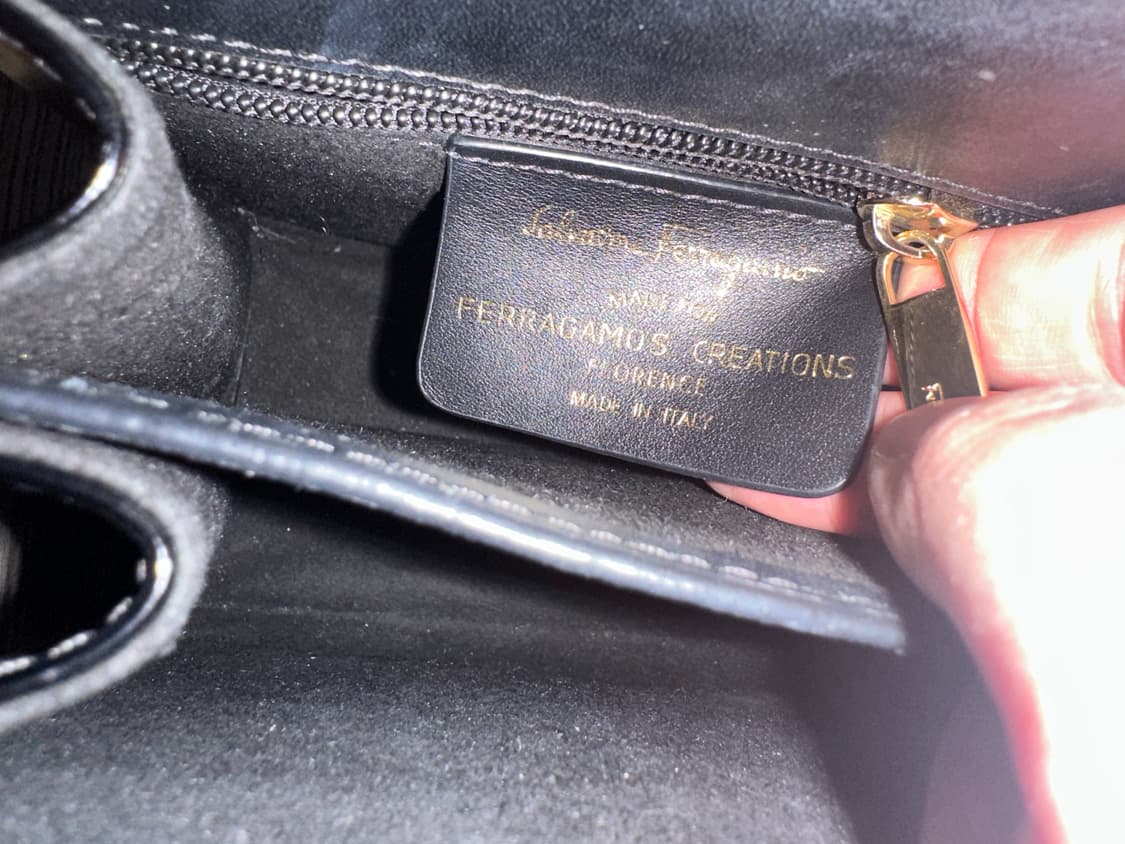 Salvatore Ferragamo
MADE FOR
FERRAGAMO'S CREATIONS
FLORENCE
MADE IN ITALY